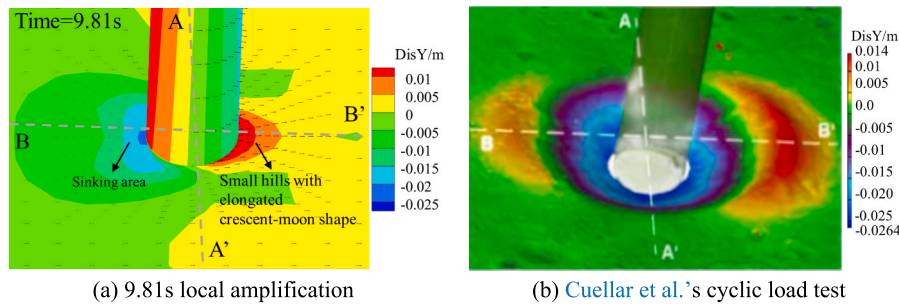 Time=9.81s
A
DisY/m
0.01
0.005
0
-0.005
-0.01
-0.015
-0.02
-0.025
B
B’
Sinking area
Small hills with
elongated
crescent-moon shape
A’
(a) 9.81s local amplification
A
DisY/m
0.014
0.01
0.005
0.0
-0.005
-0.01
-0.015
-0.020
-0.025
-0.0264
B
B'
A'
(b) Cuellar et al.’s cyclic load test